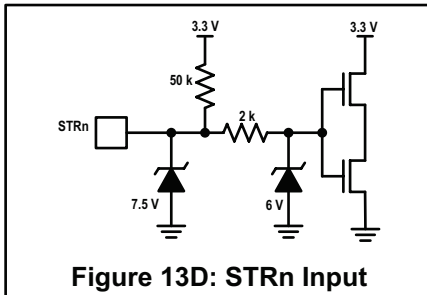 3.3 V
3.3 V
50 k
2 k
STRn
7.5 V
6 V
Figure 13D: STRn Input